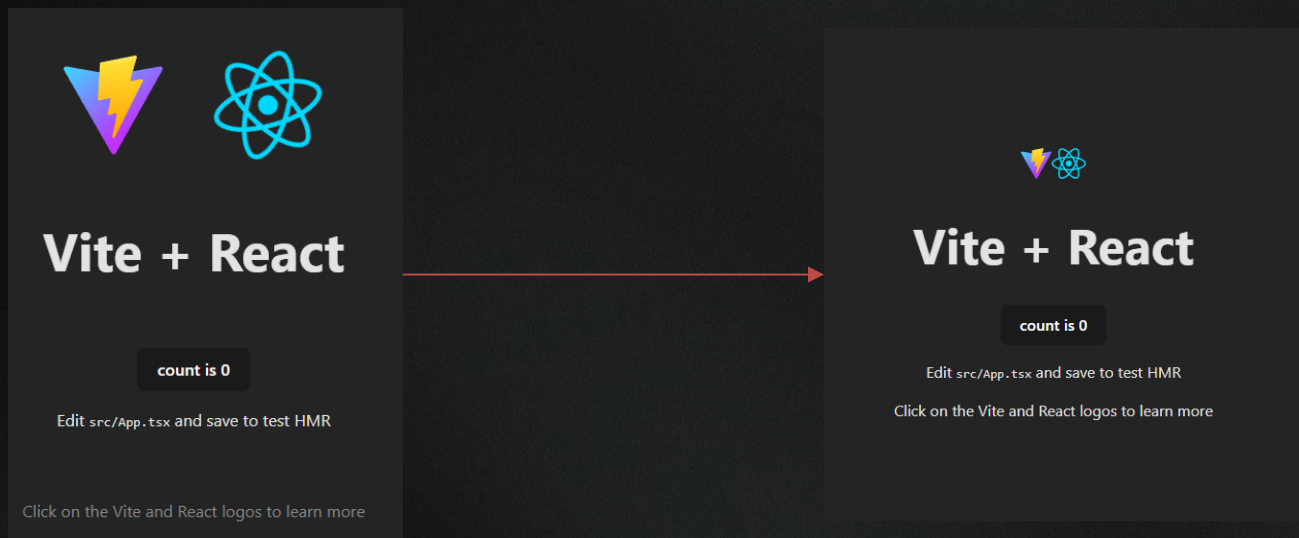 Vite + React
count is 0
Edit src/App.tsx and save to test HMR
Click on the Vite and React logos to learn more
Vite + React
count is 0
Edit src/App.tsx and save to test HMR
Click on the Vite and React logos to learn more